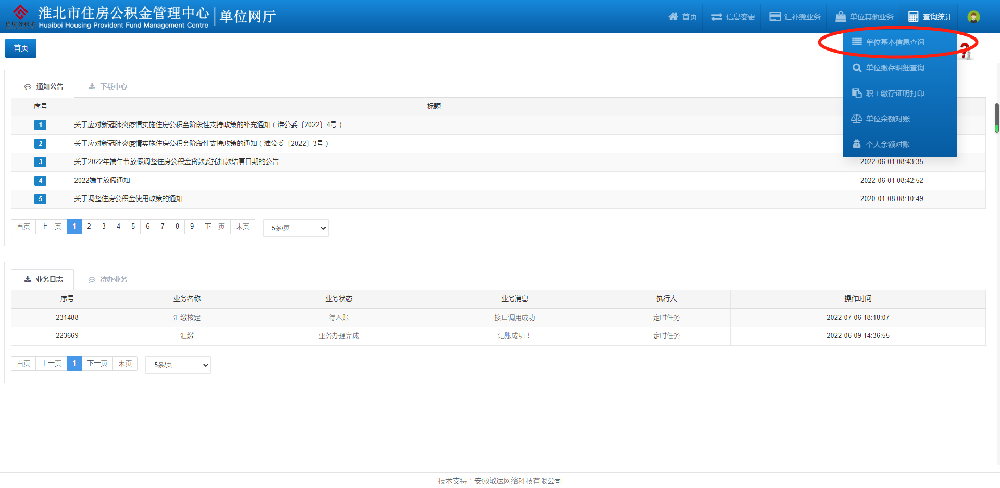 淮北市住房公积金管理中心
Huaibei Housing Provident Fund Management Centre
单位网厅
住房公积金
首页 信息变更 汇补缴业务 单位其他业务 查询统计
首页
单位基本信息查询
单位缴存明细查询
职工缴存证明打印
单位余额对账
个人余额对账
通知公告 下载中心
序号 标题
1 关于应对新冠肺炎疫情实施住房公积金阶段性支持政策的补充通知（淮公委〔2022〕4号）
2 关于应对新冠肺炎疫情实施住房公积金阶段性支持政策的通知（淮公委〔2022〕3号）
3 关于2022年端午节放假调整住房公积金贷款委托扣款结算日期的公告 2022-06-01 08:43:35
4 2022端午放假通知 2022-06-01 08:42:52
5 关于调整住房公积金使用政策的通知 2020-01-08 08:10:49
首页 上一页 1 2 3 4 5 6 7 8 9 下一页 末页 5条/页
业务日志 待办业务
序号 业务名称 业务状态 业务消息 执行人 操作时间
231488 汇缴核定 待入账 接口调用成功 定时任务 2022-07-06 18:18:07
223669 汇缴 业务办理完成 记账成功！ 定时任务 2022-06-09 14:36:55
首页 上一页 1 下一页 末页 5条/页
技术支持：安徽敏达网络科技有限公司